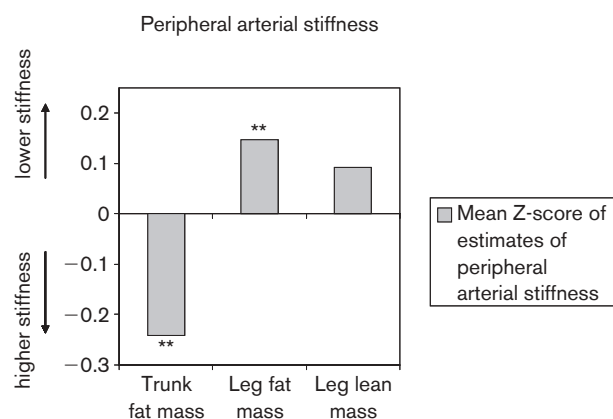 Peripheral arterial stiffness
lower stiffness
higher stiffness
0.2
0.1
0
−0.1
−0.2
−0.3
**
**
Trunk
fat mass
Leg fat
mass
Leg lean
mass
Mean Z-score of
estimates of
peripheral
arterial stiffness